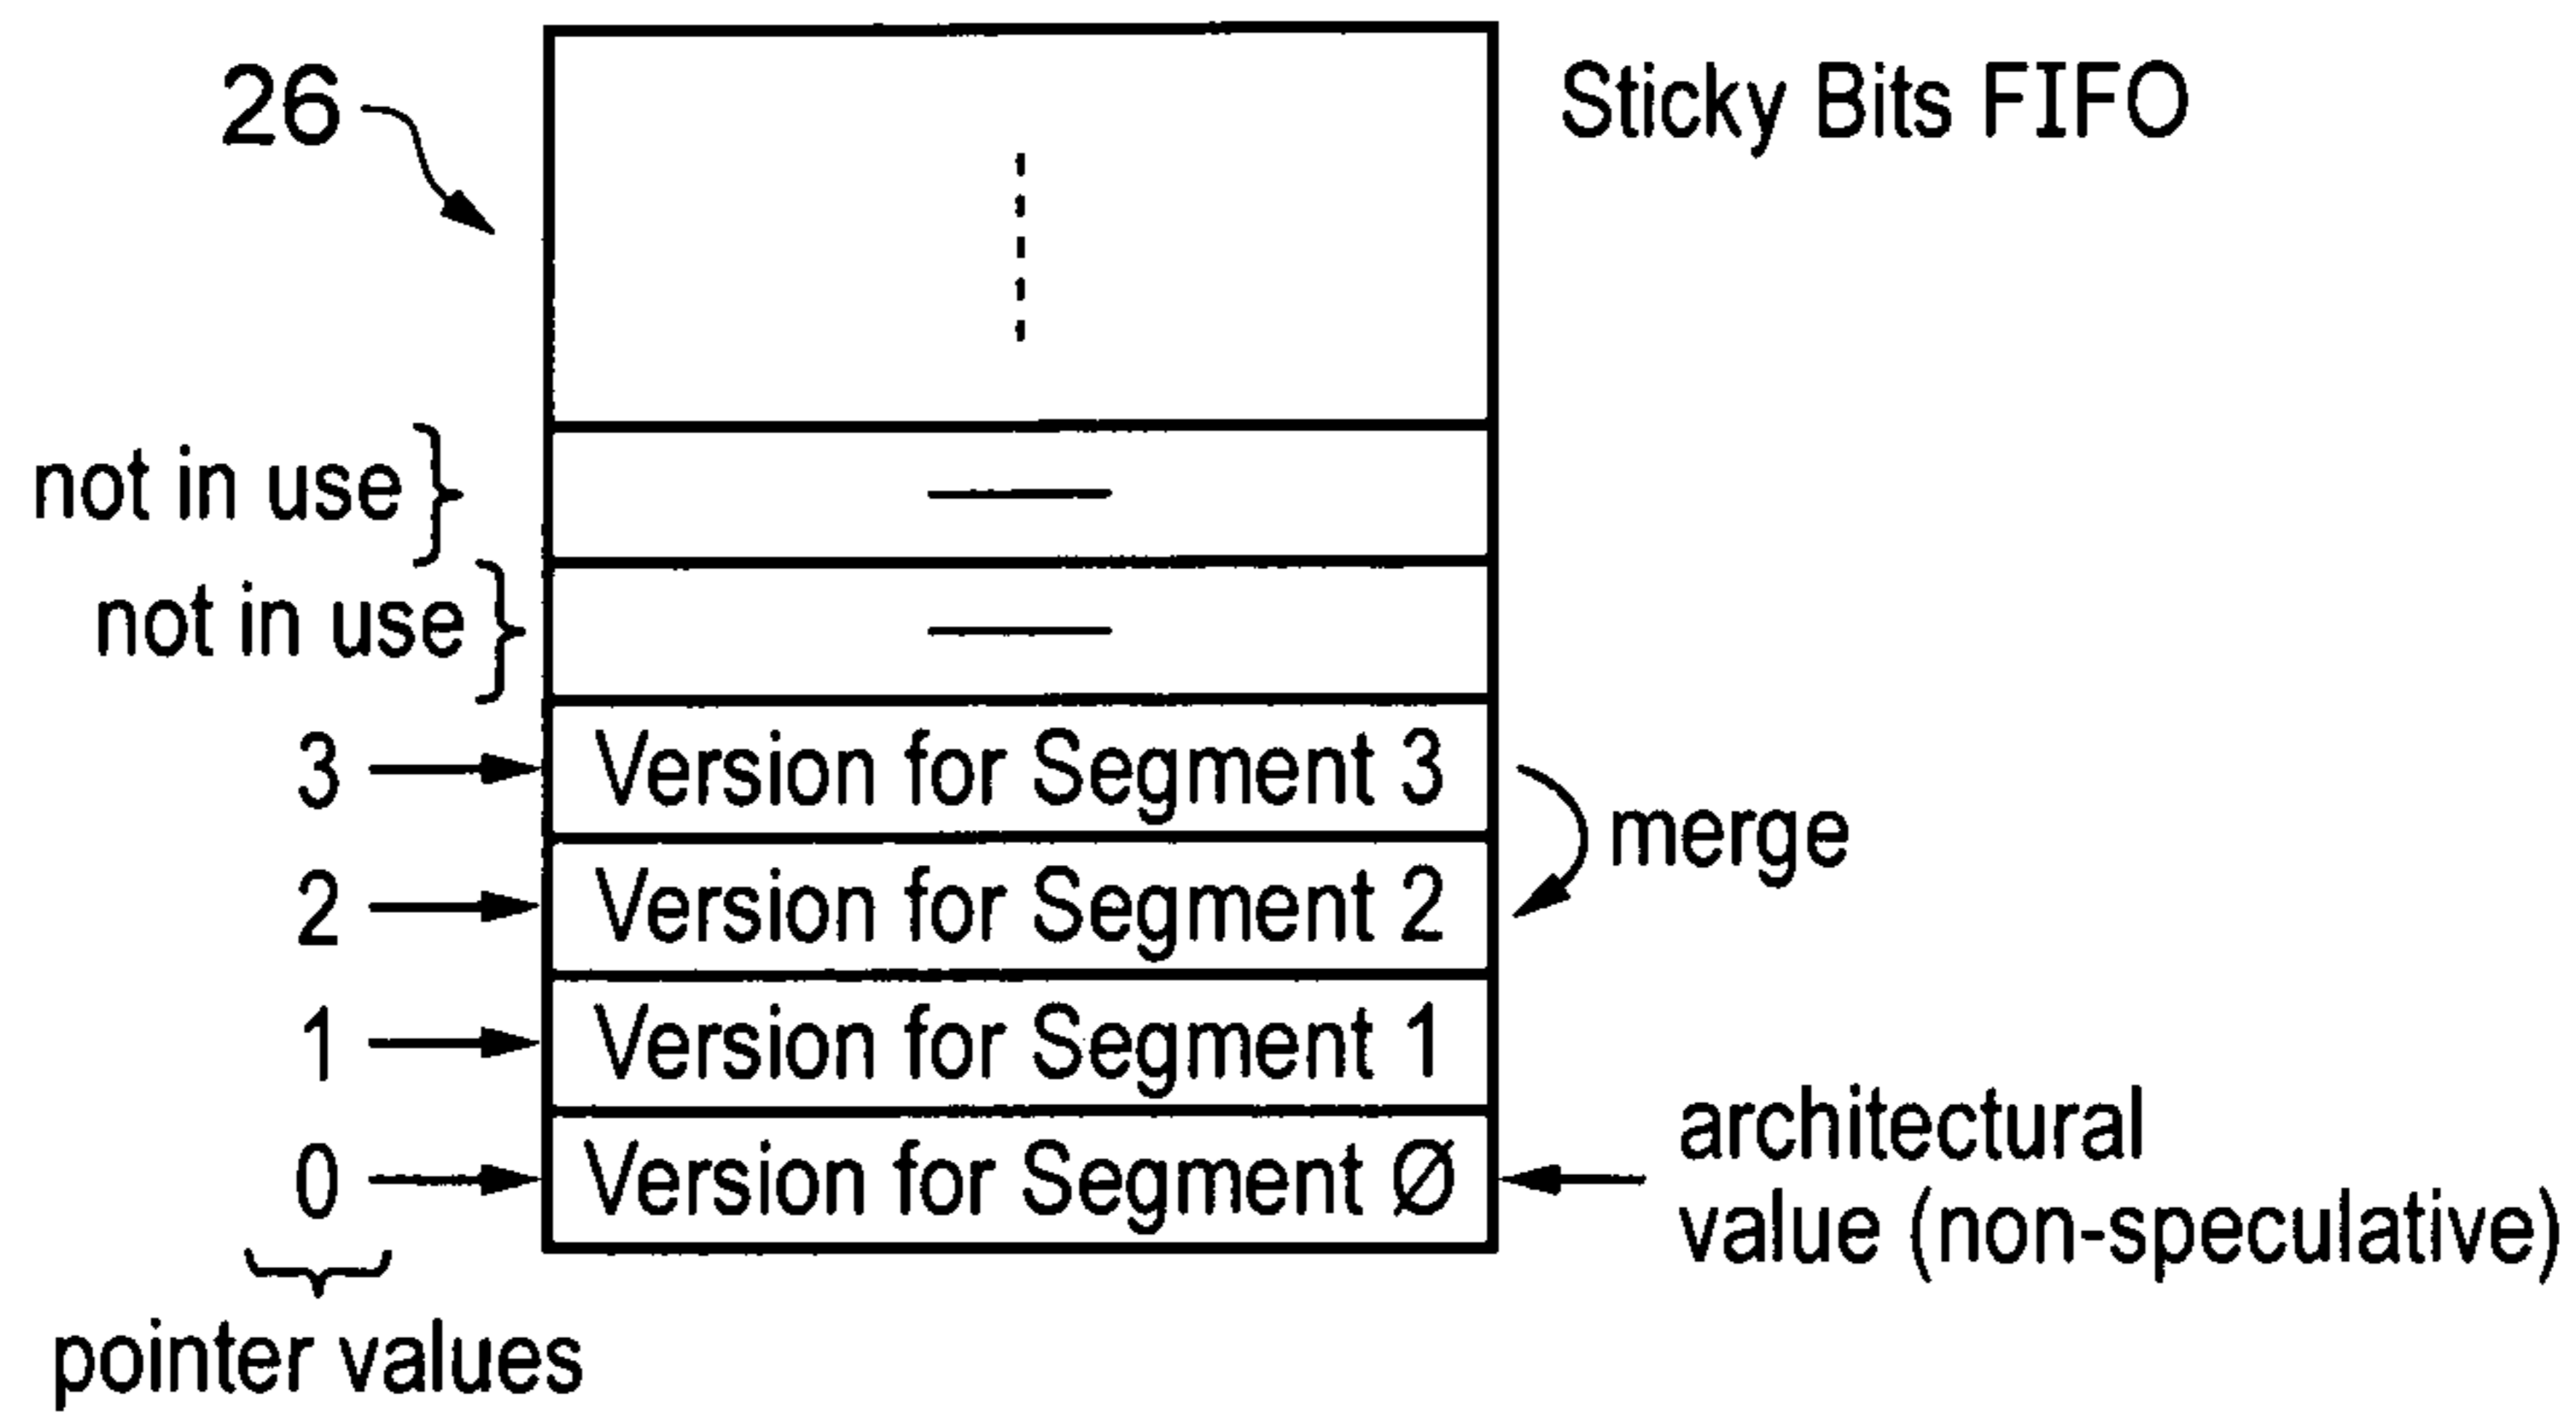 26
Sticky Bits FIFO
not in use
not in use
3
Version for Segment 3
merge
2
Version for Segment 2
1
Version for Segment 1
0
Version for Segment Ø
architectural
value (non-speculative)
pointer values